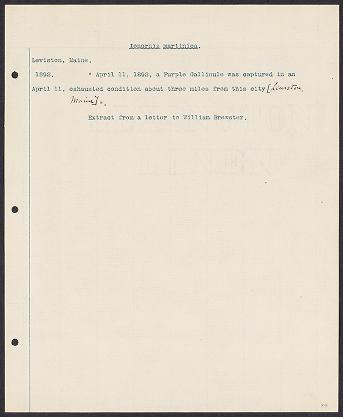 Ionornis martinica.
Lewiston, Maine.
1892. " April 11, 1892, a Purple Gallinule was captured in an
April 11. exhausted condition about three miles from this city [Lewiston,
Maine].
Extract from a letter to William Brewster.